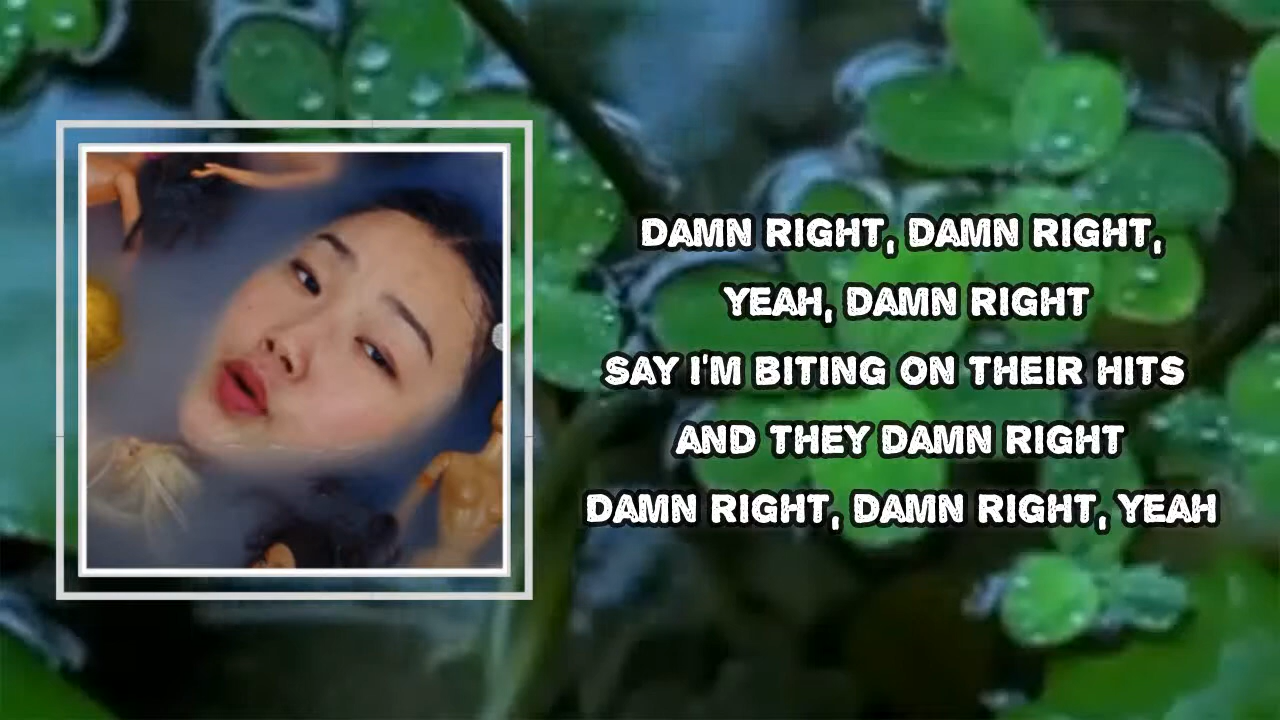 DAMN RIGHT, DAMN RIGHT,
YEAH, DAMN RIGHT
SAY I'M BITING ON THEIR HITS
AND THEY DAMN RIGHT
DAMN RIGHT, DAMN RIGHT, YEAH